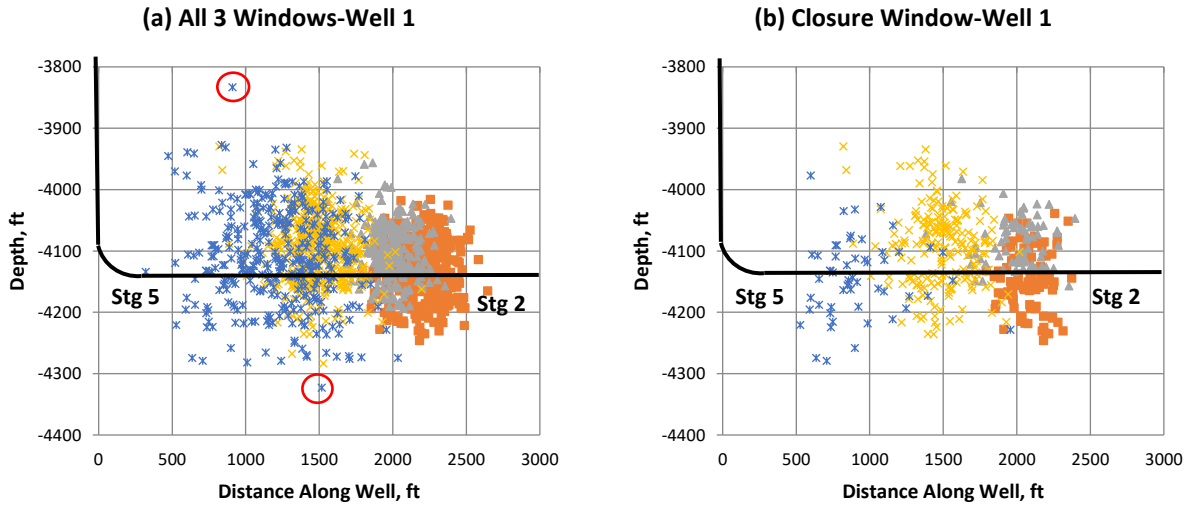 (a) All 3 Windows-Well 1
-3800
-3900
-4000
-4100
-4200
-4300
-4400
Depth, ft
Stg 5
Stg 2
0 500 1000 1500 2000 2500 3000
Distance Along Well, ft
(b) Closure Window-Well 1
-3800
-3900
-4000
-4100
-4200
-4300
-4400
Depth, ft
Stg 5
Stg 2
0 500 1000 1500 2000 2500 3000
Distance Along Well, ft